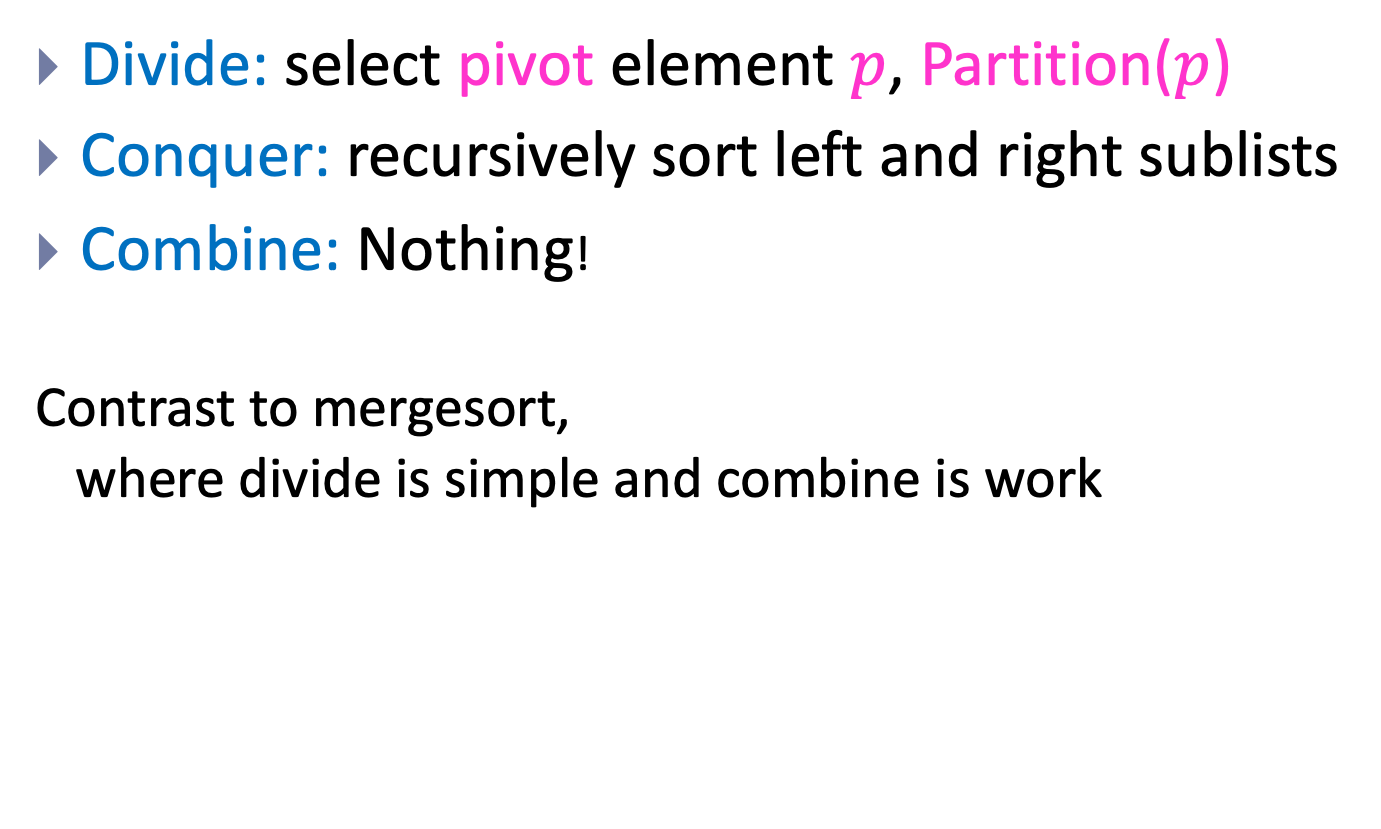 Divide: select pivot element p, Partition(p)
Conquer: recursively sort left and right sublists
Combine: Nothing!
Contrast to mergesort,
where divide is simple and combine is work